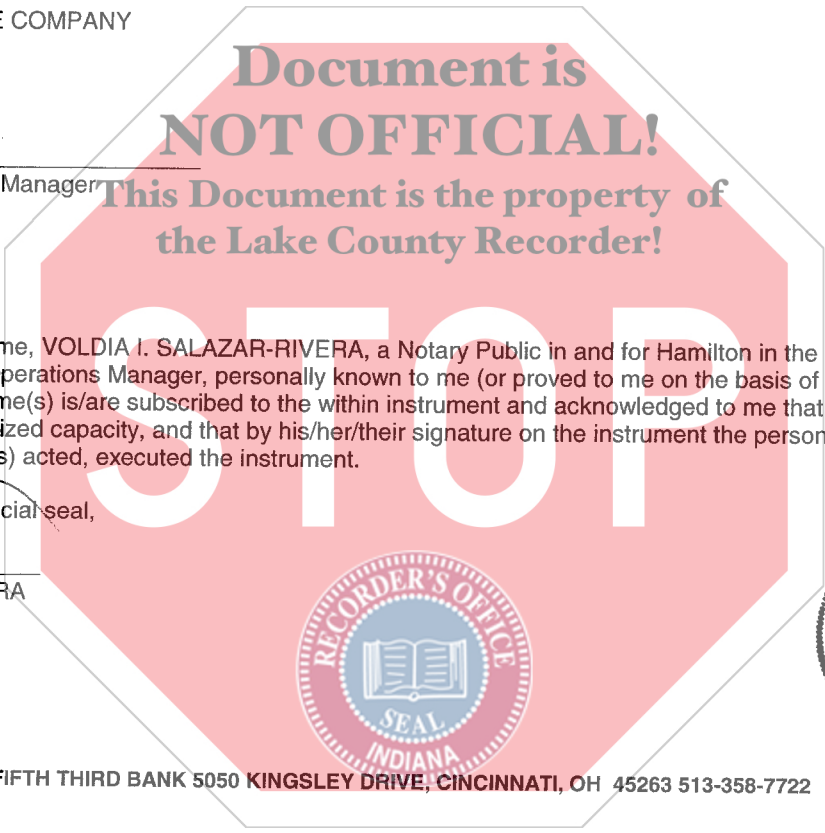 E COMPANY
Document is
NOT OFFICIAL!
Manager
This Document is the property of
the Lake County Recorder!
STOP
me, VOLDIA I. SALAZAR-RIVERA, a Notary Public in and for Hamilton in the
perations Manager, personally known to me (or proved to me on the basis of
me(s) is/are subscribed to the within instrument and acknowledged to me that
ized capacity, and that by his/her/their signature on the instrument the person
s) acted, executed the instrument.
cial seal,
RA
RECORDER'S OFFICE
SEAL
INDIANA
FIFTH THIRD BANK 5050 KINGSLEY DRIVE, CINCINNATI, OH 45263 513-358-7722